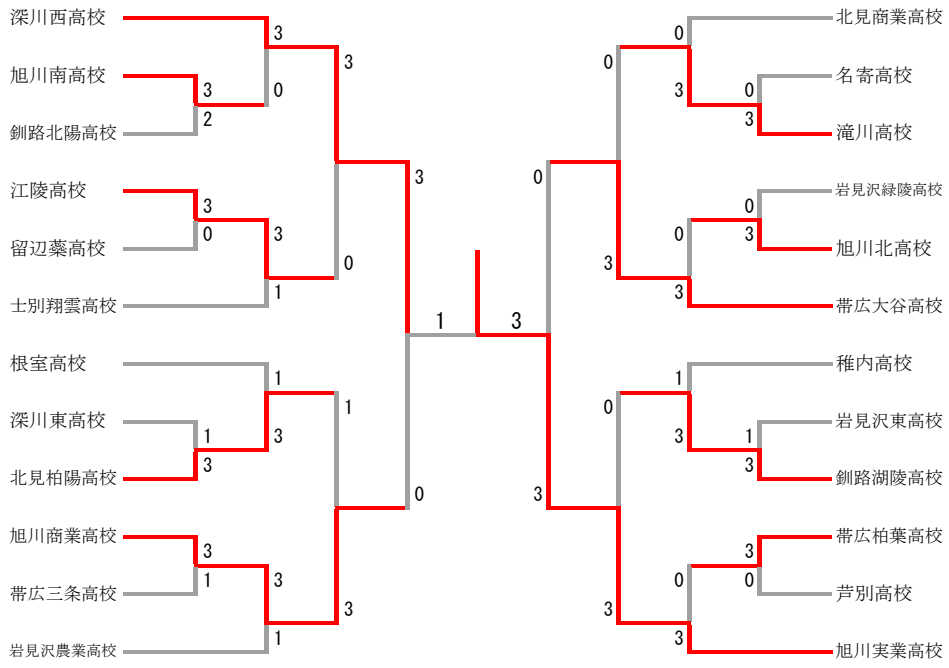 深川西高校
旭川南高校
釧路北陽高校
江陵高校
留辺蘂高校
士別翔雲高校
根室高校
深川東高校
北見柏陽高校
旭川商業高校
帯広三条高校
岩見沢農業高校
3
0
3
2
3
3
0
3
1
0
1
1
3
1
3
3
1
3
1
3
3
0
1
3
0
3
0
3
0
3
0
3
0
3
0
3
1
3
1
3
0
3
3
0
0
3
北見商業高校
名寄高校
滝川高校
岩見沢緑陵高校
旭川北高校
帯広大谷高校
稚内高校
岩見沢東高校
釧路湖陵高校
帯広柏葉高校
芦別高校
旭川実業高校